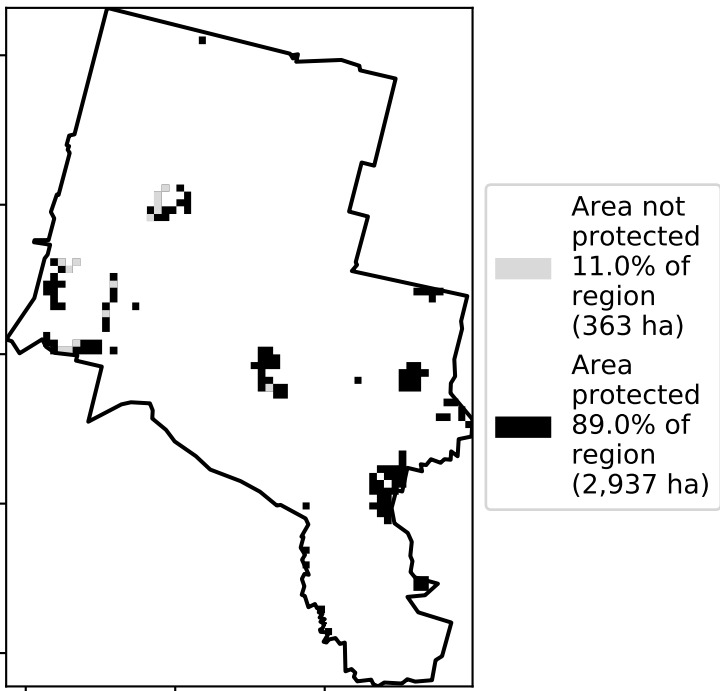 Area not
protected
11.0% of
region
(363 ha)
Area
protected
89.0% of
region
(2,937 ha)